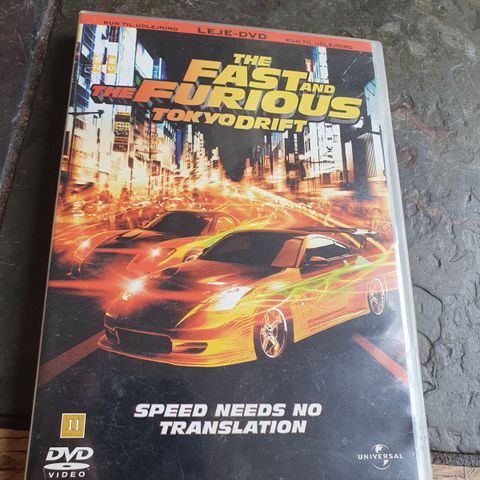 KUN TIL UDLEJNING LEJE-DVD KUN TIL UDLEJNING
THE
FAST AND
THE FURIOUS
TOKYO DRIFT
SPEED NEEDS NO
TRANSLATION
11
DVD
VIDEO
UNIVERSAL